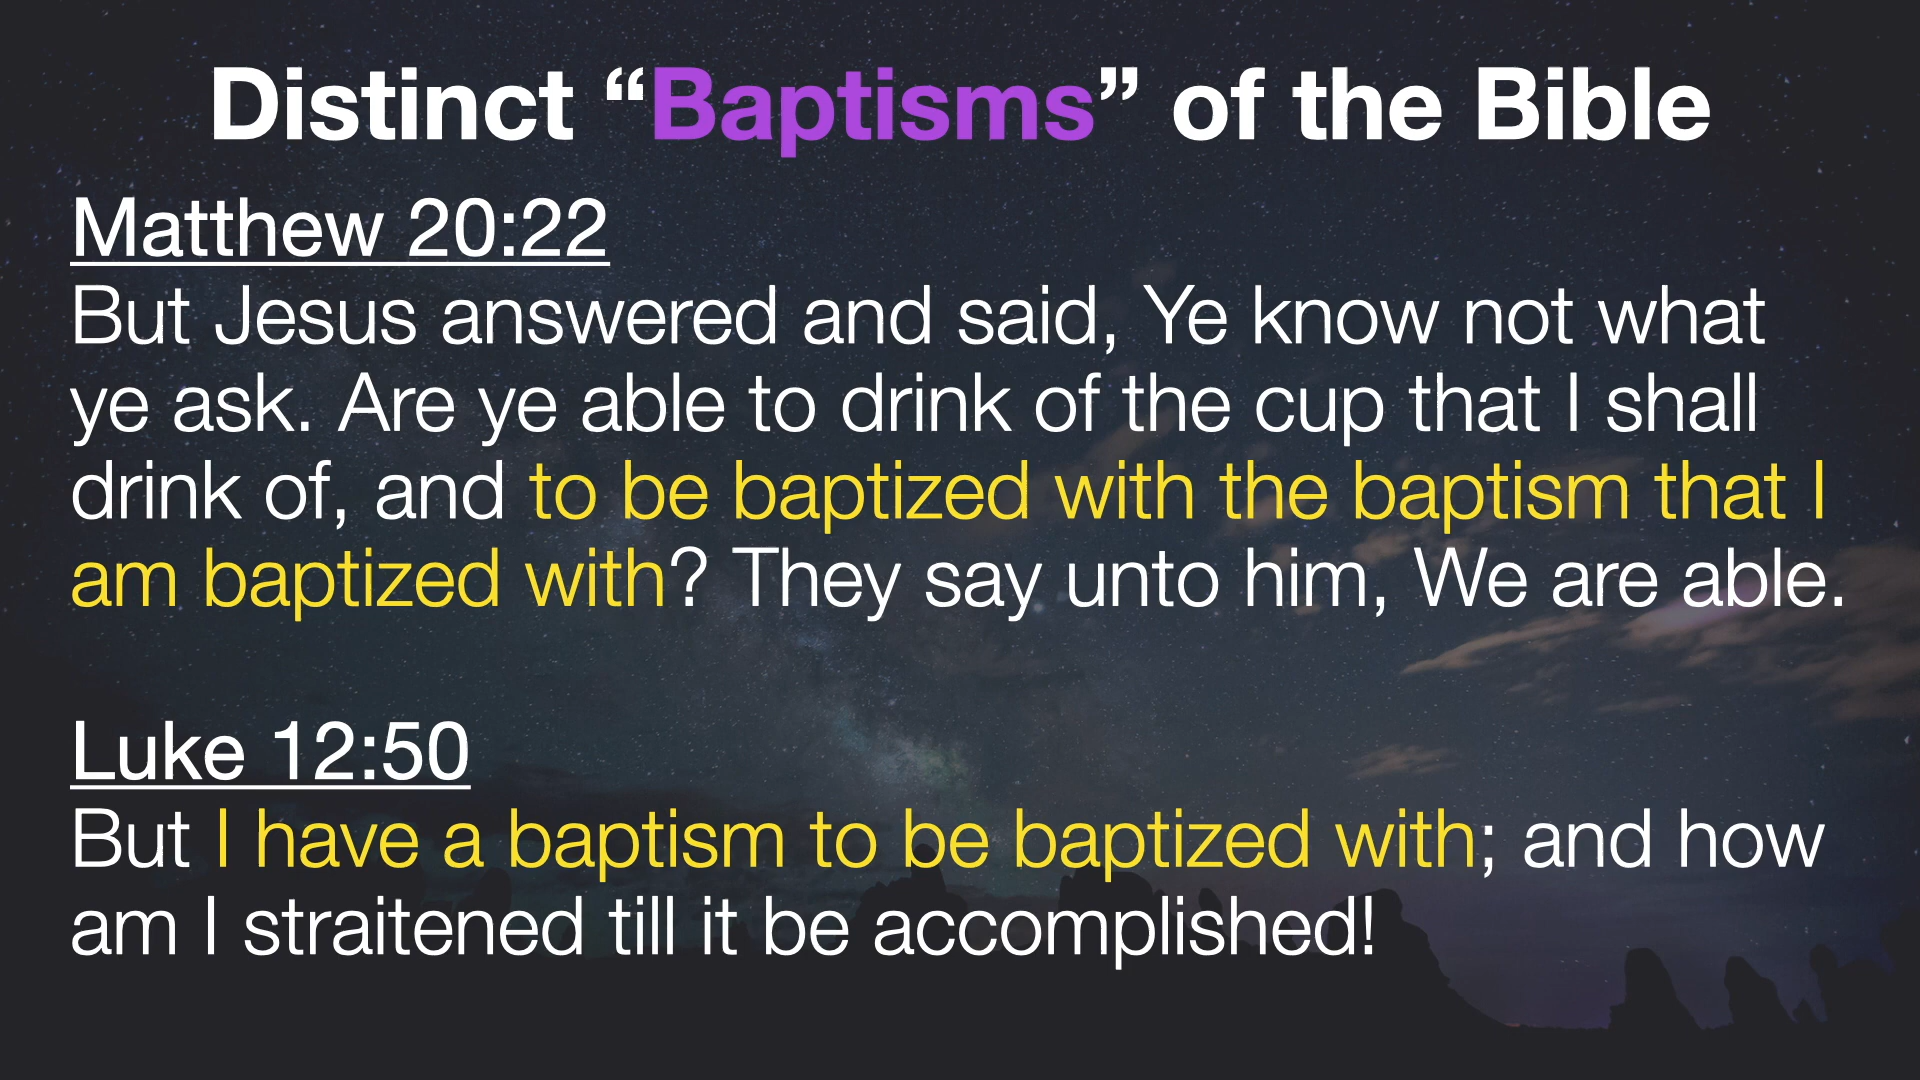 Distinct “Baptisms” of the Bible
Matthew 20:22
But Jesus answered and said, Ye know not what
ye ask. Are ye able to drink of the cup that I shall
drink of, and to be baptized with the baptism that I
am baptized with? They say unto him, We are able.
Luke 12:50
But I have a baptism to be baptized with; and how
am I straitened till it be accomplished!